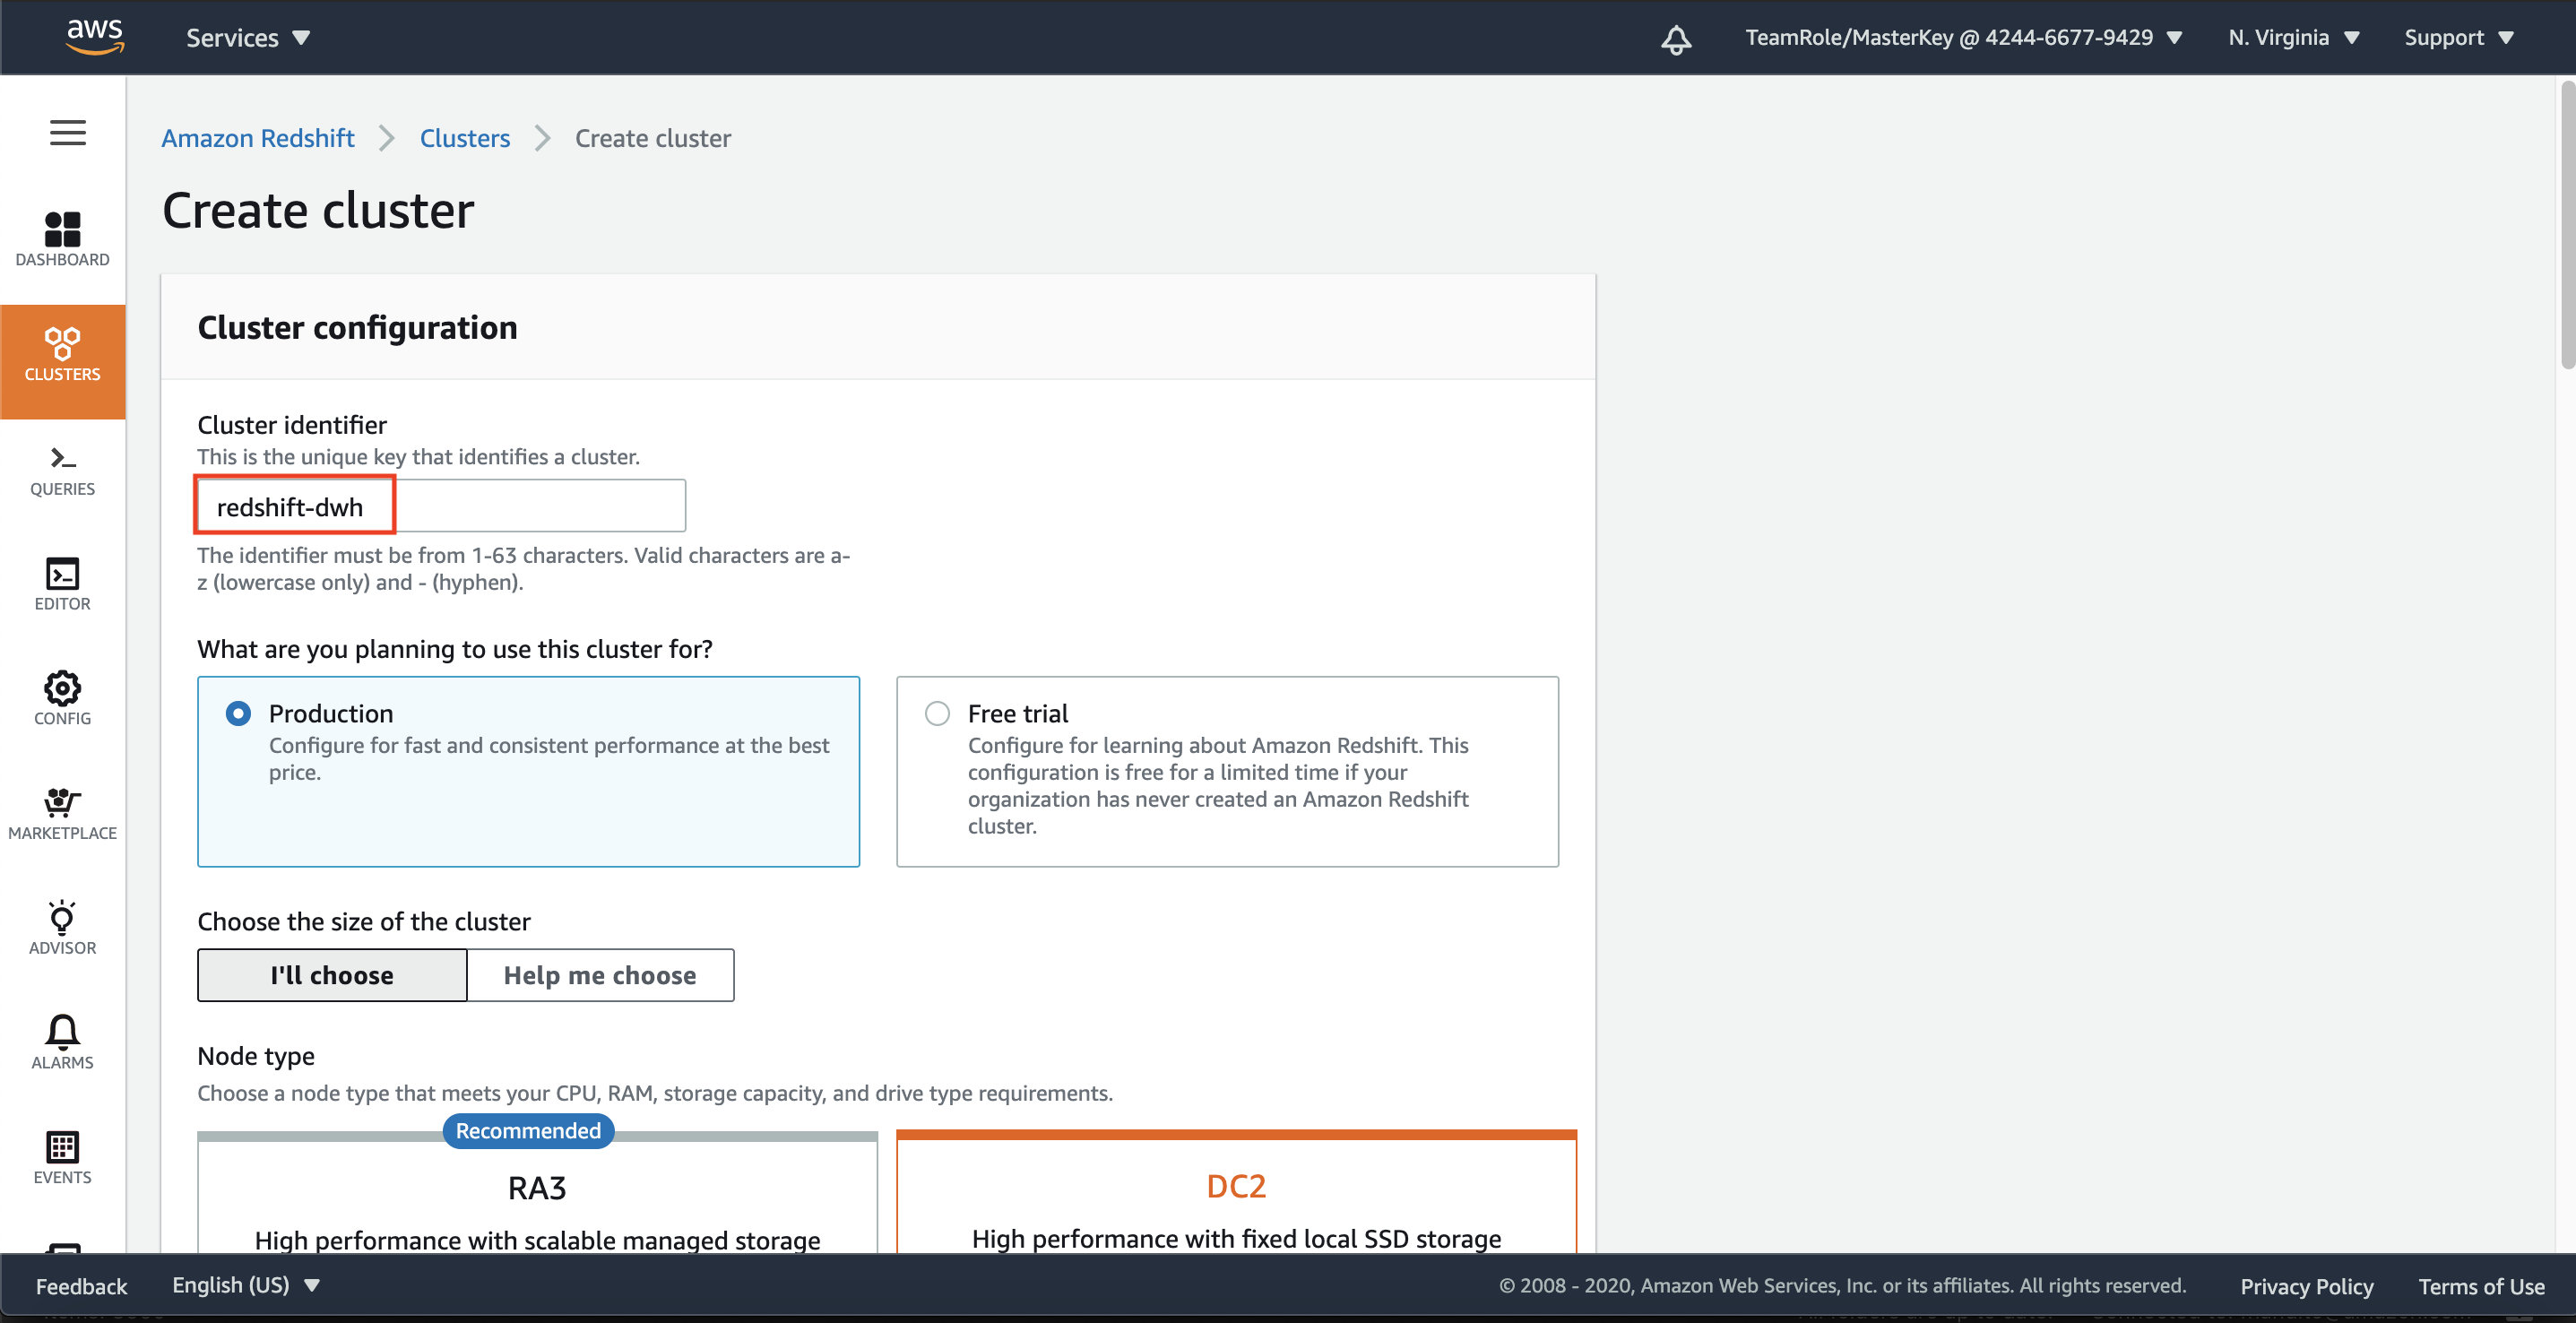 aws
Services
TeamRole/MasterKey @ 4244-6677-9429
N. Virginia
Support
Amazon Redshift
Clusters
Create cluster
Create cluster
DASHBOARD
CLUSTERS
QUERIES
EDITOR
CONFIG
MARKETPLACE
ADVISOR
ALARMS
EVENTS
Cluster configuration
Cluster identifier
This is the unique key that identifies a cluster.
redshift-dwh
The identifier must be from 1-63 characters. Valid characters are a-
z (lowercase only) and - (hyphen).
What are you planning to use this cluster for?
Production
Configure for fast and consistent performance at the best
price.
Free trial
Configure for learning about Amazon Redshift. This
configuration is free for a limited time if your
organization has never created an Amazon Redshift
cluster.
Choose the size of the cluster
I'll choose
Help me choose
Node type
Choose a node type that meets your CPU, RAM, storage capacity, and drive type requirements.
Recommended
RA3
High performance with scalable managed storage
DC2
High performance with fixed local SSD storage
Feedback
English (US)
© 2008 - 2020, Amazon Web Services, Inc. or its affiliates. All rights reserved.
Privacy Policy
Terms of Use